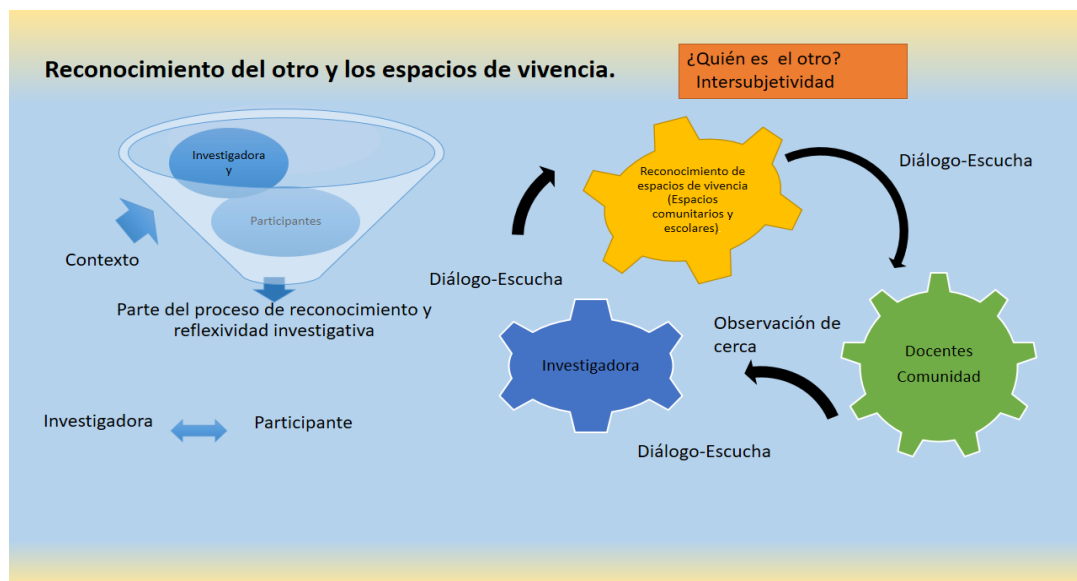 Reconocimiento del otro y los espacios de vivencia.
¿Quién es el otro?
Intersubjetividad
Investigadora
y
Participantes
Contexto
Parte del proceso de reconocimiento y
reflexividad investigativa
Investigadora
Participante
Reconocimiento de
espacios de vivencia
(Espacios
comunitarios y
escolares)
Diálogo-Escucha
Diálogo-Escucha
Observación de
cerca
Investigadora
Docentes
Comunidad
Diálogo-Escucha